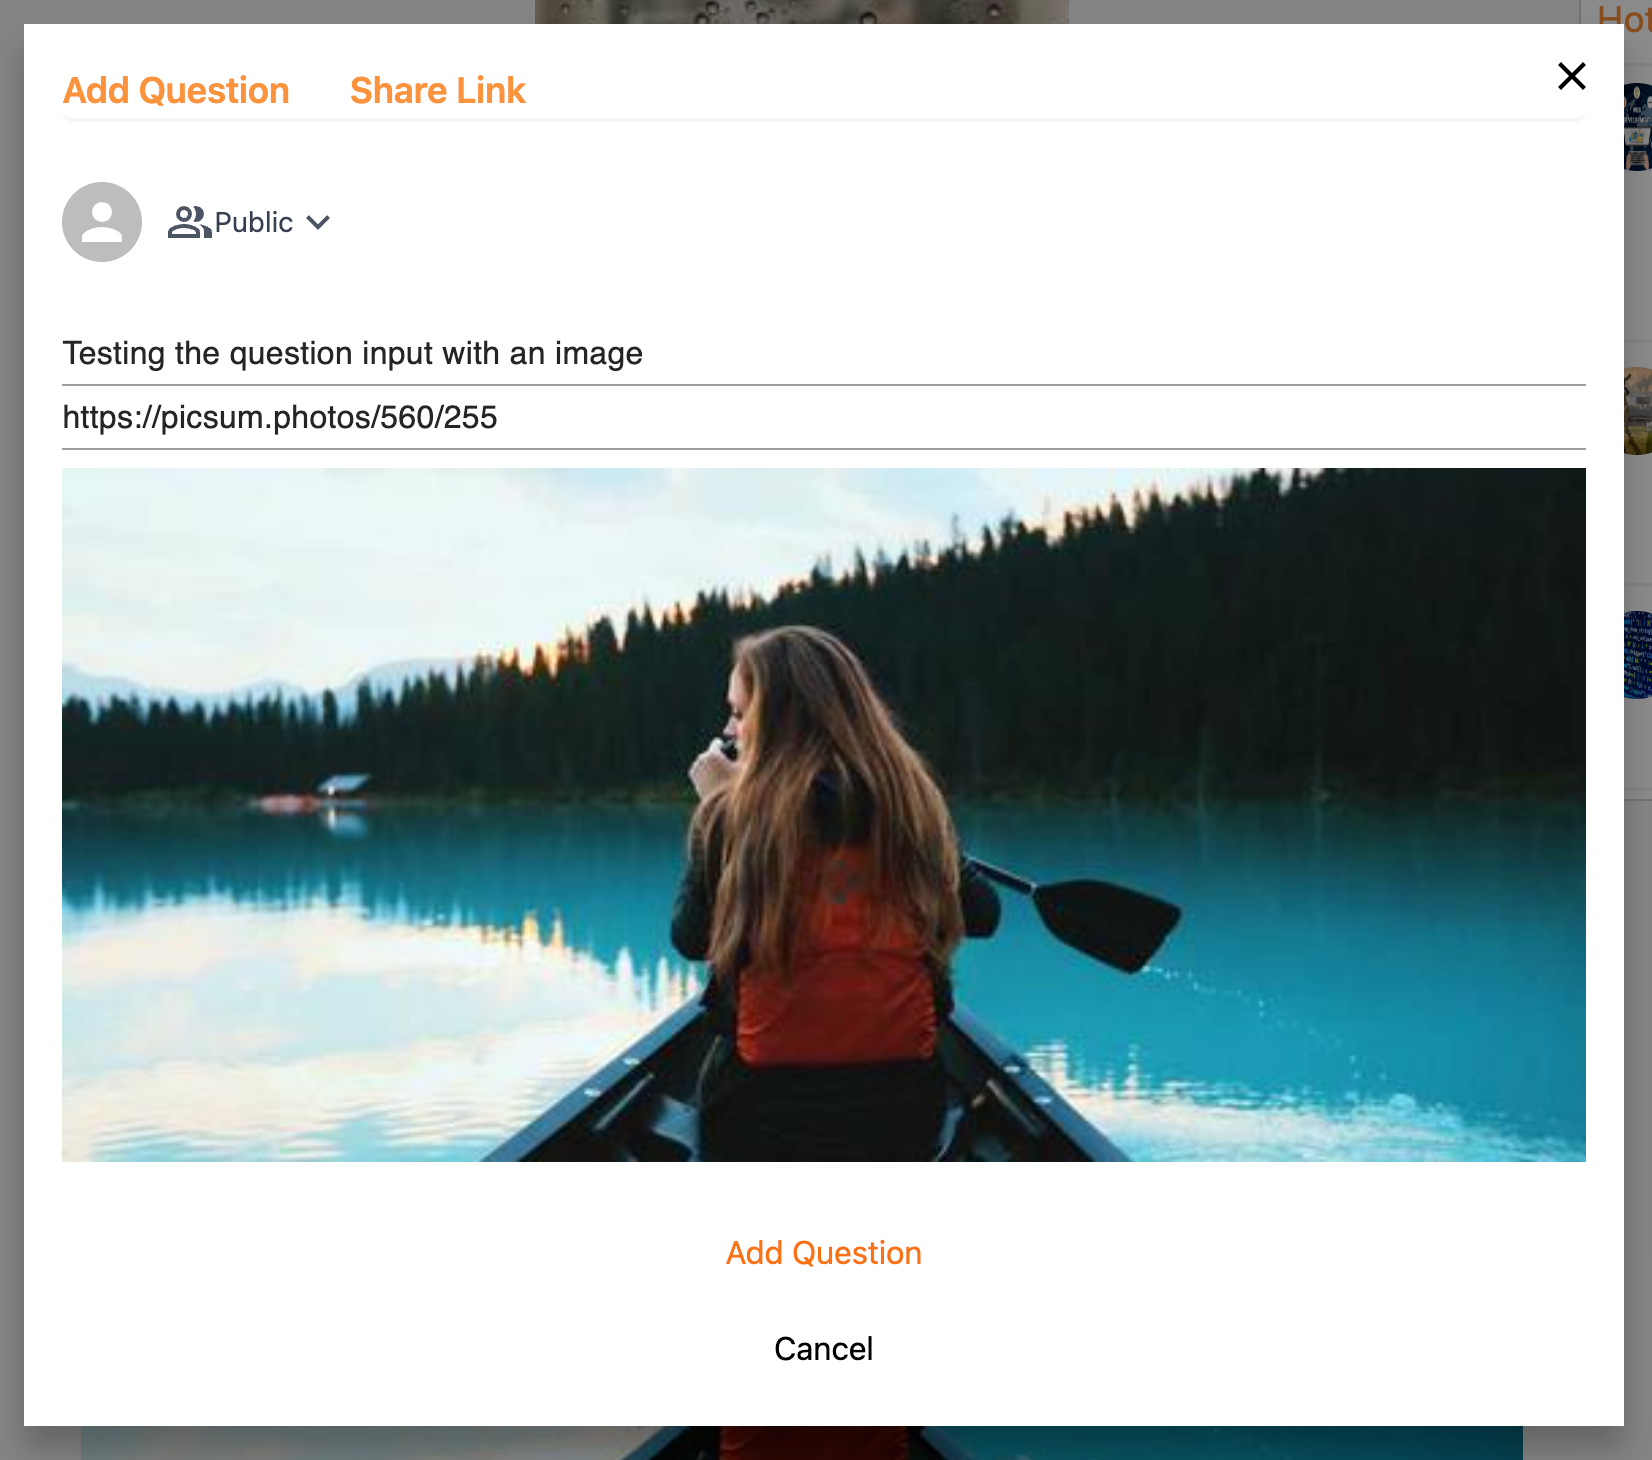 Hot
Add Question Share Link
Public
Testing the question input with an image
https://picsum.photos/560/255
Add Question
Cancel